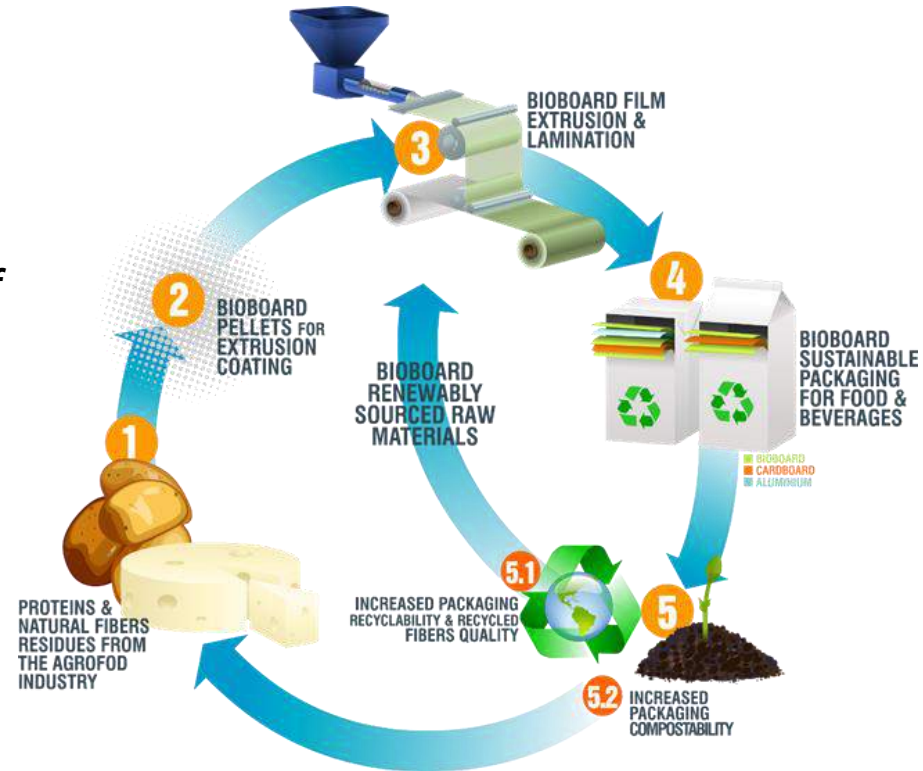 f
3
BIOBOARD FILM
EXTRUSION &
LAMINATION
2
BIOBOARD
PELLETS FOR
EXTRUSION
COATING
4
BIOBOARD
SUSTAINABLE
PACKAGING
FOR FOOD &
BEVERAGES
BIOBOARD
CARDBOARD
ALUMINIUM
BIOBOARD
RENEWABLY
SOURCED RAW
MATERIALS
1
PROTEINS &
NATURAL FIBERS
RESIDUES FROM
THE AGROFOD
INDUSTRY
5.1
INCREASED PACKAGING
RECYCLABILITY & RECYCLED
FIBERS QUALITY
5
5.2
INCREASED
PACKAGING
COMPOSTABILITY